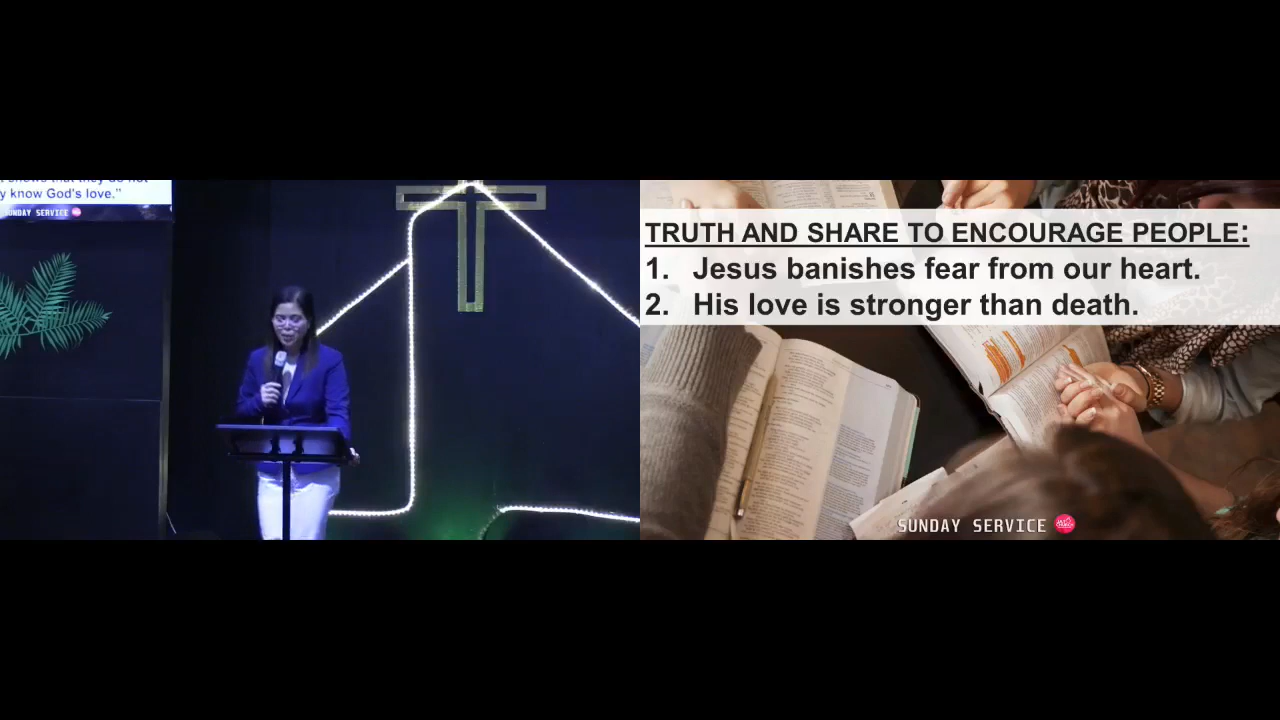 know God's love."
SUNDAY SERVICE
TRUTH AND SHARE TO ENCOURAGE PEOPLE:
1. Jesus banishes fear from our heart.
2. His love is stronger than death.
SUNDAY SERVICE